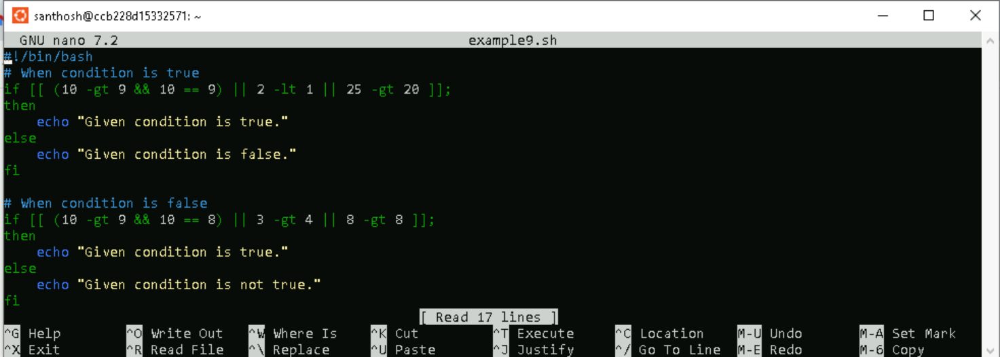 santhosh@ccb228d15332571: ~
GNU nano 7.2 example9.sh
#!/bin/bash
# When condition is true
if [[ (10 -gt 9 && 10 == 9) || 2 -lt 1 || 25 -gt 20 ]];
then
    echo "Given condition is true."
else
    echo "Given condition is false."
fi

# When condition is false
if [[ (10 -gt 9 && 10 == 8) || 3 -gt 4 || 8 -gt 8 ]];
then
    echo "Given condition is true."
else
    echo "Given condition is not true."
fi
[ Read 17 lines ]
^G Help ^O Write Out ^W Where Is ^K Cut ^T Execute ^C Location M-U Undo M-A Set Mark
^X Exit ^R Read File ^\ Replace ^U Paste ^J Justify ^/ Go To Line M-E Redo M-6 Copy